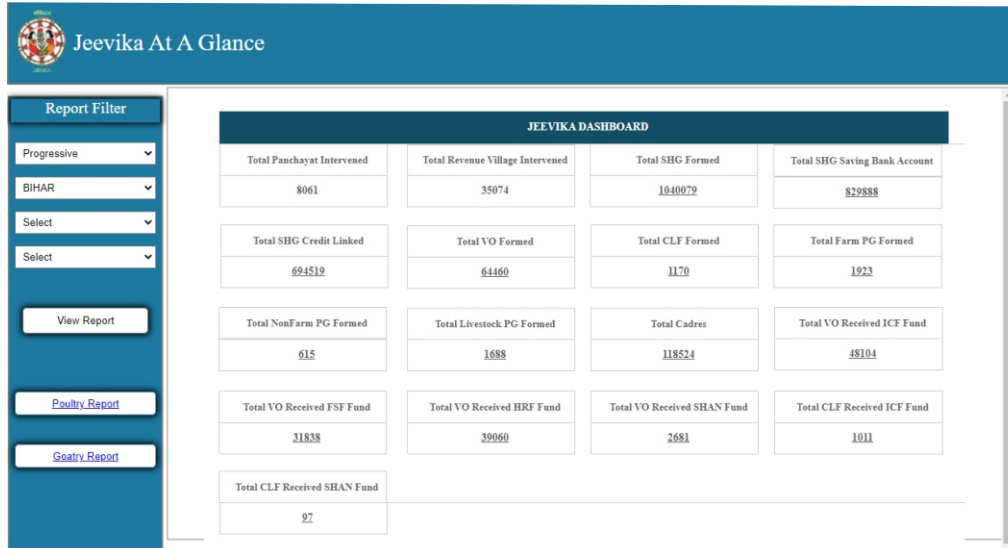 Jeevika At A Glance
Report Filter
Progressive
BIHAR
Select
Select
View Report
Poultry Report
Goatry Report
JEEVIKA DASHBOARD
Total Panchayat Intervened Total Revenue Village Intervened Total SHG Formed Total SHG Saving Bank Account
8061 35074 1040079 829888
Total SHG Credit Linked Total VO Formed Total CLF Formed Total Farm PG Formed
694519 64460 1170 1923
Total NonFarm PG Formed Total Livestock PG Formed Total Cadres Total VO Received ICF Fund
615 1688 118524 48104
Total VO Received FSF Fund Total VO Received HRF Fund Total VO Received SHAN Fund Total CLF Received ICF Fund
31838 39060 2681 1011
Total CLF Received SHAN Fund
97